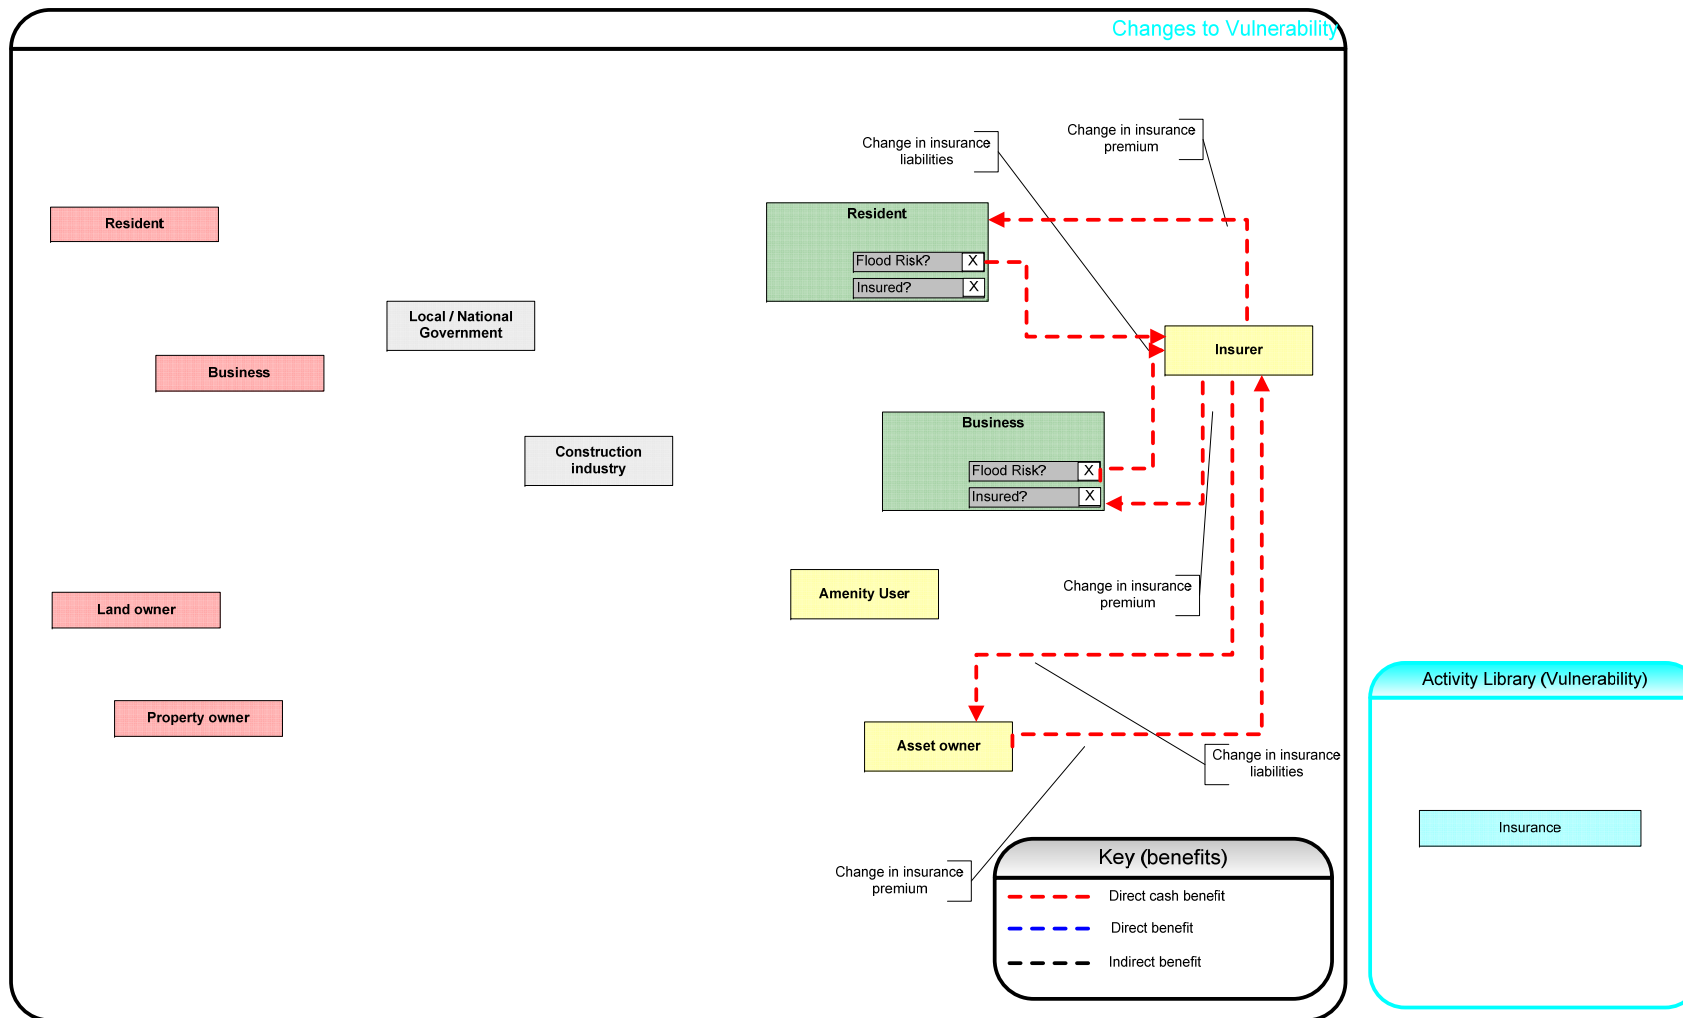 Changes to Vulnerability
Change in insurance
liabilities
Change in insurance
premium
Resident
Resident
Flood Risk?
X
Insured?
X
Local / National
Government
Insurer
Business
Business
Construction
industry
Flood Risk?
X
Insured?
X
Amenity User
Change in insurance
premium
Land owner
Property owner
Asset owner
Change in insurance
liabilities
Change in insurance
premium
Key (benefits)
Direct cash benefit
Direct benefit
Indirect benefit
Activity Library (Vulnerability)
Insurance